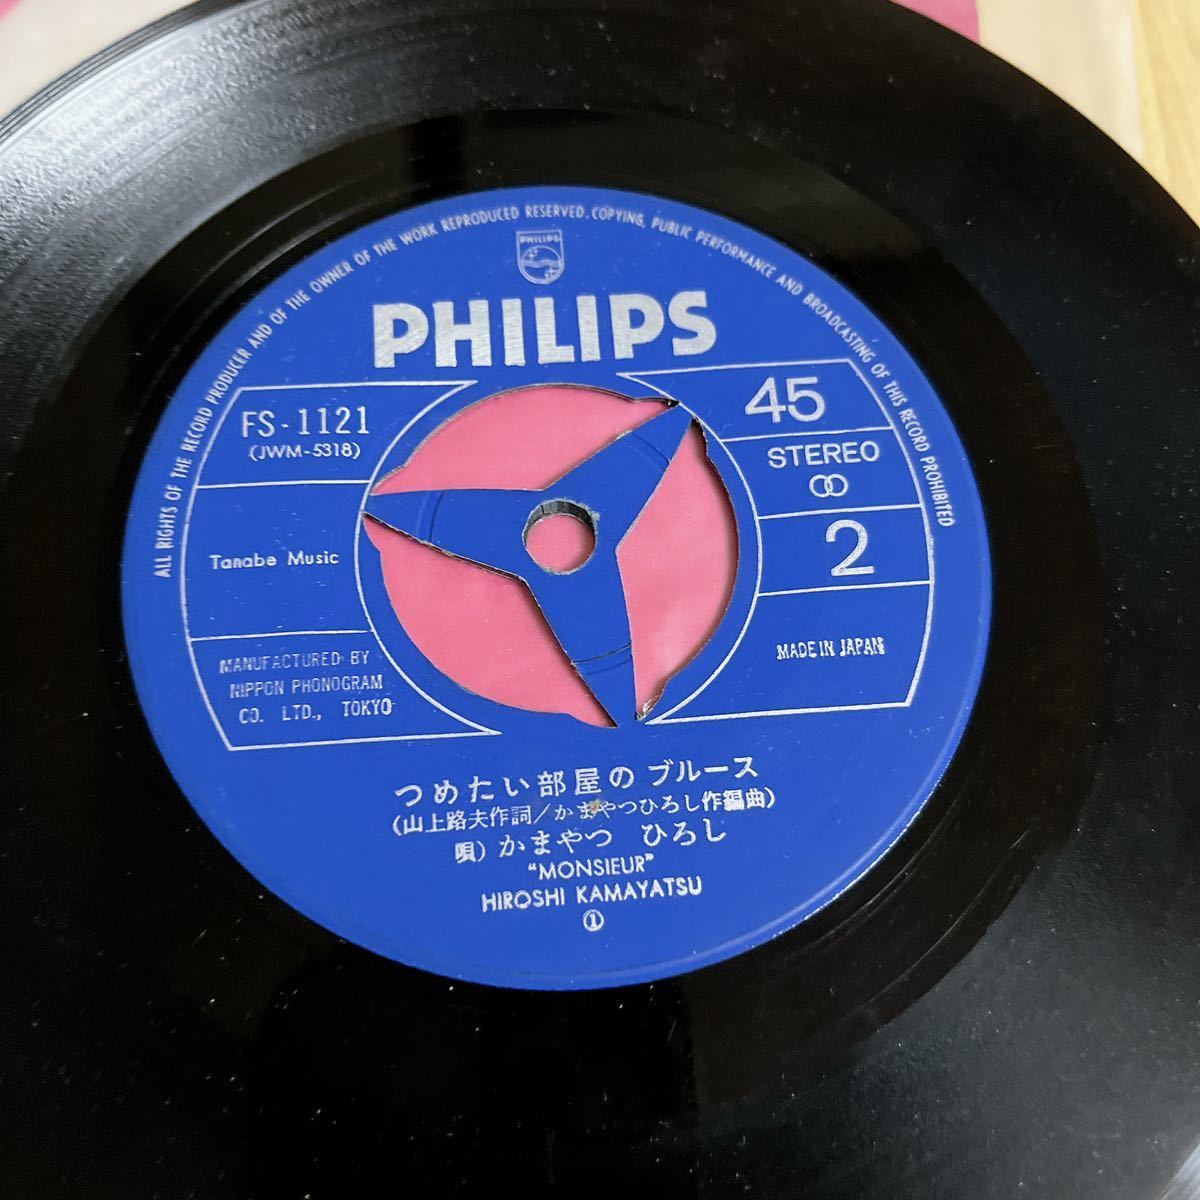 ALL RIGHTS OF THE RECORD PRODUCER AND OF THE OWNER OF THE WORK REPRODUCED RESERVED. COPYING, PUBLIC PERFORMANCE AND BROADCASTING OF THIS RECORD PROHIBITED
PHILIPS
PHILIPS
FS-1121
(JWM-5318)
Tanabe Music
MANUFACTURED BY
NIPPON PHONOGRAM
CO. LTD., TOKYO
45
STEREO
2
MADE IN JAPAN
つめたい部屋のブルース
(山上路夫作詞/かまやつひろし作編曲)
唄) かまやつ ひろし
"MONSIEUR"
HIROSHI KAMAYATSU
①